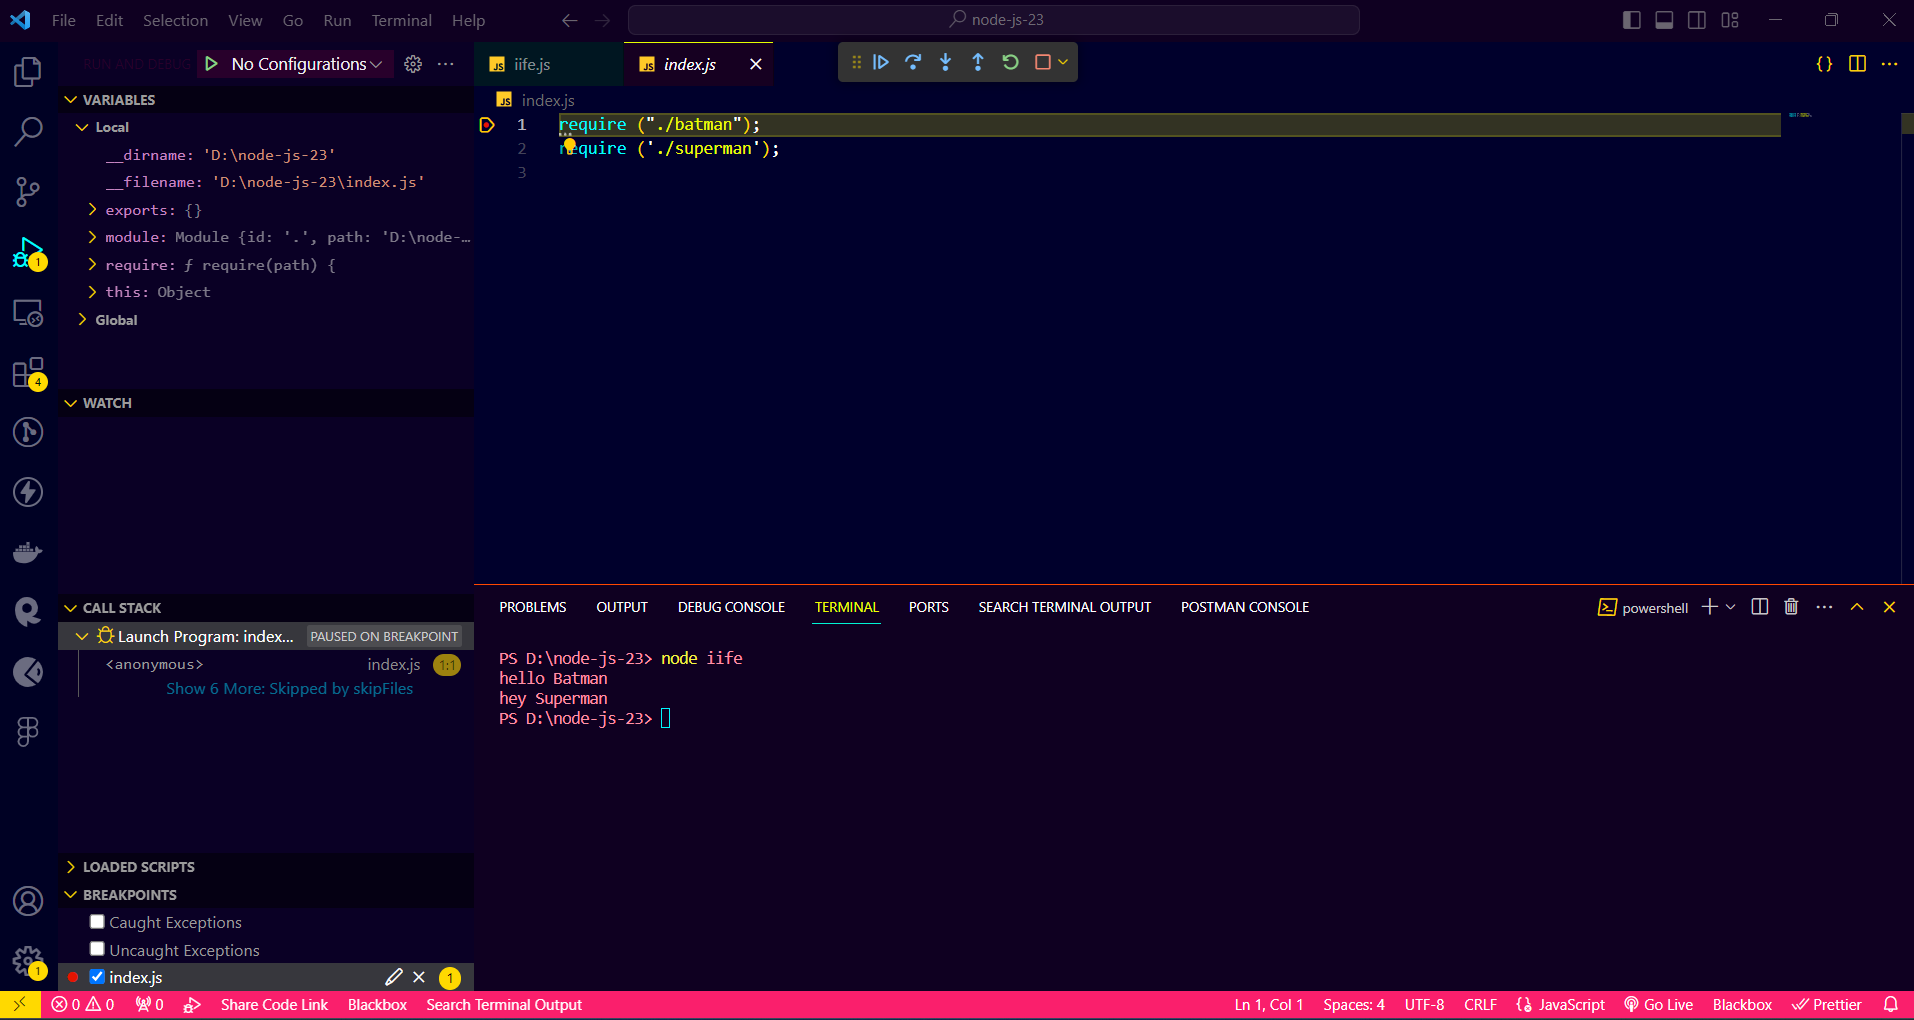 File Edit Selection View Go Run Terminal Help
node-js-23
RUN AND DEBUG
No Configurations
VARIABLES
Local
__dirname: 'D:\node-js-23'
__filename: 'D:\node-js-23\index.js'
exports: {}
module: Module {id: '.', path: 'D:\node-…
require: ƒ require(path) {
this: Object
Global
WATCH
CALL STACK
Launch Program: index... PAUSED ON BREAKPOINT
<anonymous> index.js 1:1
Show 6 More: Skipped by skipFiles
LOADED SCRIPTS
BREAKPOINTS
Caught Exceptions
Uncaught Exceptions
index.js 1
1
4
1
JS iife.js
JS index.js
JS index.js
1 require ("./batman");
2 require ('./superman');
3
PROBLEMS OUTPUT DEBUG CONSOLE TERMINAL PORTS SEARCH TERMINAL OUTPUT POSTMAN CONSOLE
powershell
PS D:\node-js-23> node iife
hello Batman
hey Superman
PS D:\node-js-23>
0 0 0 Share Code Link Blackbox Search Terminal Output
Ln 1, Col 1 Spaces: 4 UTF-8 CRLF {} JavaScript Go Live Blackbox Prettier